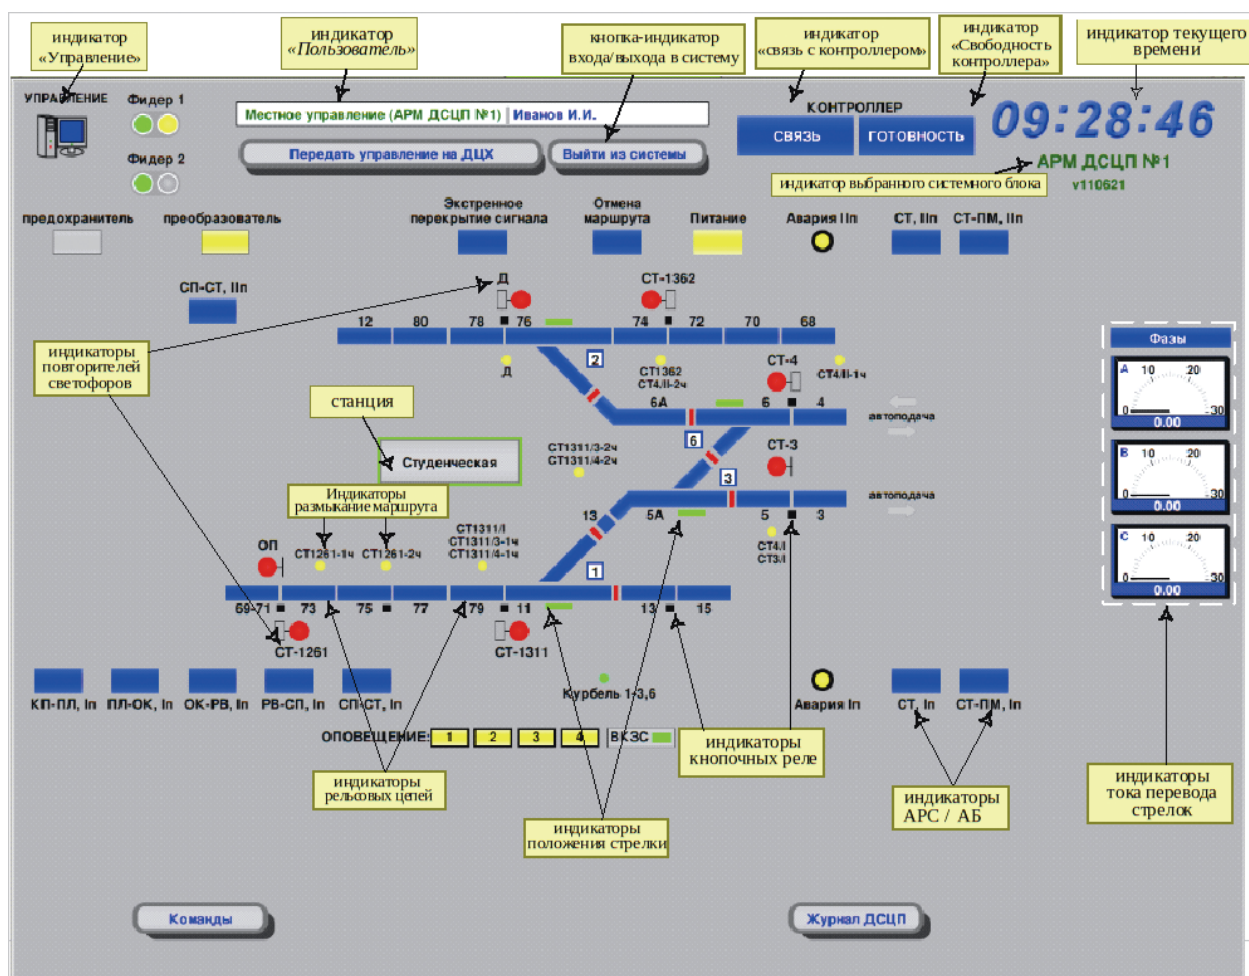 индикатор
«Управление»
индикатор
«Пользователь»
кнопка-индикатор
входа/выхода в систему
индикатор
«связь с контроллером»
индикатор
«Свободность
контроллера»
индикатор текущего
времени
УПРАВЛЕНИЕ
Фидер 1
Фидер 2
Местное управление (АРМ ДСЦП №1) Иванов И.И.
Передать управление на ДЦХ
Выйти из системы
КОНТРОЛЛЕР
СВЯЗЬ
ГОТОВНОСТЬ
09:28:46
АРМ ДСЦП №1
v110621
индикатор выбранного системного блока
предохранитель
преобразователь
Экстренное
перекрытие сигнала
Отмена
маршрута
Питание
Авария IIп
СТ, IIп
СТ-ПМ, IIп
СП-СТ, IIп
Д
СТ-1362
12 80 78 76 74 72 70 68
индикаторы
повторителей
светофоров
Д
2
СТ1362
СТ4/II-2ч
СТ-4
СТ4/II-1ч
6А 6 4
автоподача
станция
Студенческая
СТ1311/3-2ч
СТ1311/4-2ч
6
СТ-3
3
автоподача
13 5А 5 3
Индикаторы
размыкание маршрута
СТ1311/I
СТ1311/3-1ч
СТ1311/4-1ч
СТ4/I
СТ3/I
ОП
СТ1261-1ч
СТ1261-2ч
1
69-71 73 75 77 79 11 13 15
СТ-1261
СТ-1311
Фазы
А 10 20
0 30
0.00
В 10 20
0 30
0.00
С 10 20
0 30
0.00
КП-ПЛ, Iп
ПЛ-ОК, Iп
ОК-РВ, Iп
РВ-СП, Iп
СП-СТ, Iп
Курбель 1-3,6
Авария Iп
СТ, Iп
СТ-ПМ, Iп
ОПОВЕЩЕНИЕ: 1 2 3 4 ВКЗС
индикаторы
рельсовых цепей
индикаторы
положения стрелки
индикаторы
кнопочных реле
индикаторы
АРС / АБ
индикаторы
тока перевода
стрелок
Команды
Журнал ДСЦП